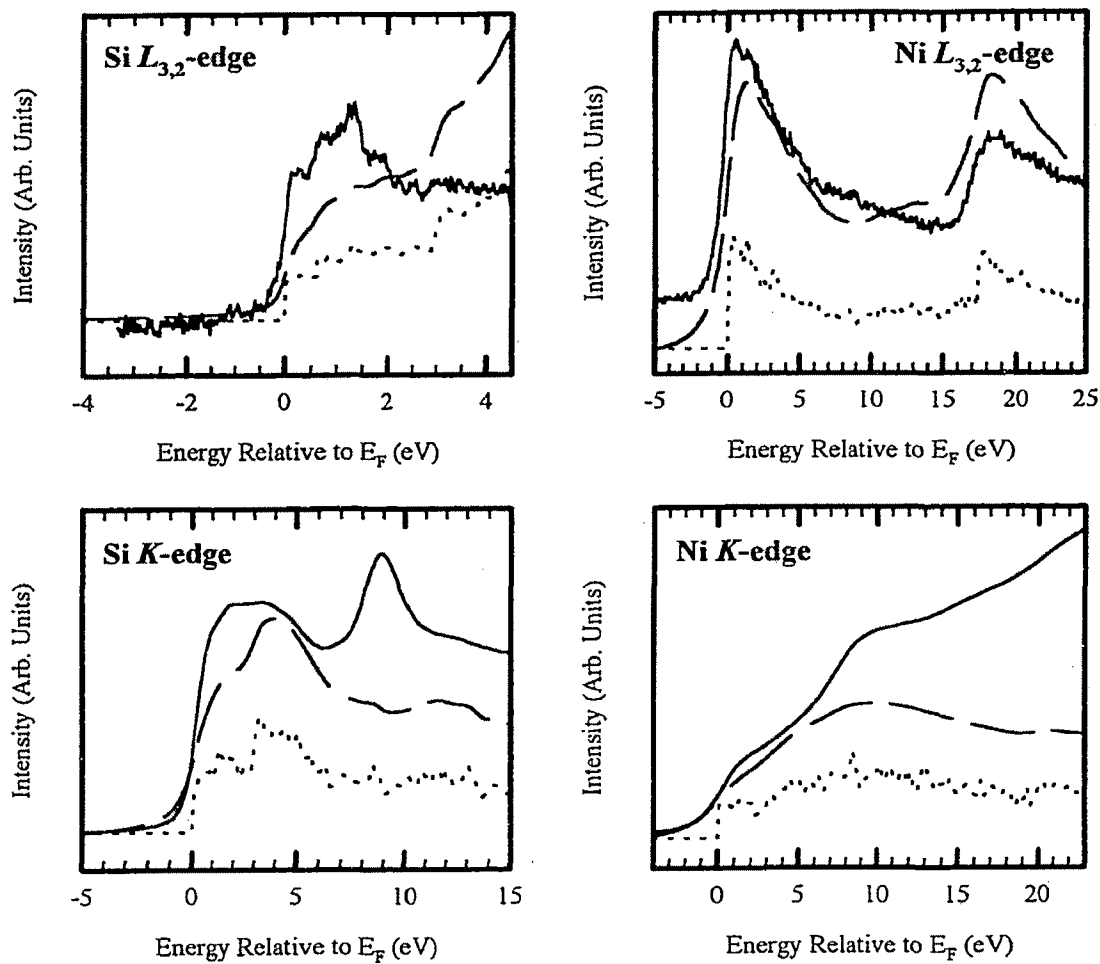 Si L3,2-edge
Intensity (Arb. Units)
-4 -2 0 2 4
Energy Relative to EF (eV)
Ni L3,2-edge
Intensity (Arb. Units)
-5 0 5 10 15 20 25
Energy Relative to EF (eV)
Si K-edge
Intensity (Arb. Units)
-5 0 5 10 15
Energy Relative to EF (eV)
Ni K-edge
Intensity (Arb. Units)
0 5 10 15 20
Energy Relative to EF (eV)